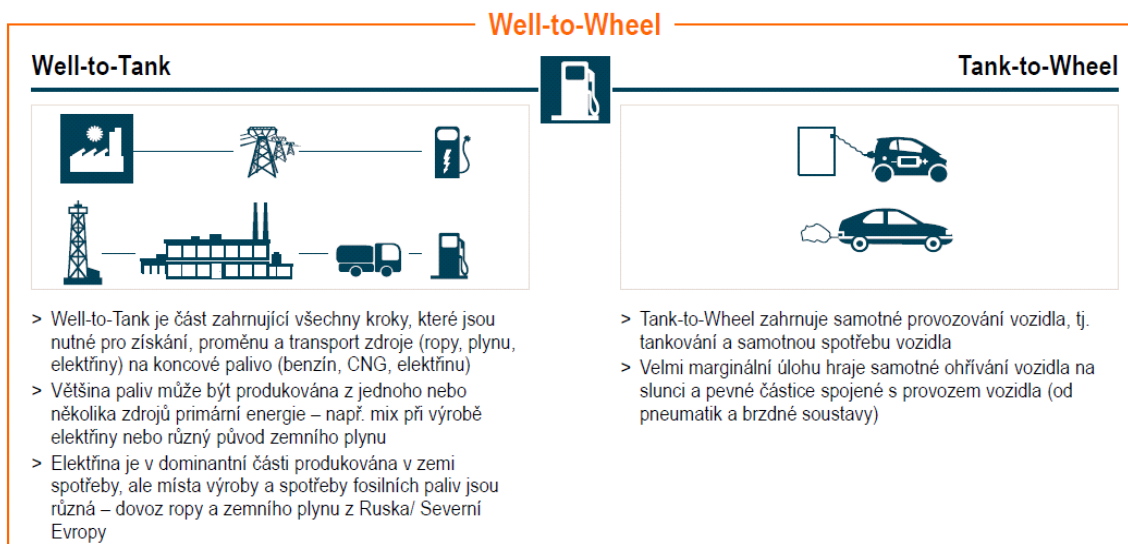 Well-to-Wheel
Well-to-Tank
Tank-to-Wheel
> Well-to-Tank je část zahrnující všechny kroky, které jsou
nutné pro získání, proměnu a transport zdroje (ropy, plynu,
elektřiny) na koncové palivo (benzín, CNG, elektřinu)
> Většina paliv může být produkována z jednoho nebo
několika zdrojů primární energie – např. mix při výrobě
elektřiny nebo různý původ zemního plynu
> Elektřina je v dominantní části produkována v zemi
spotřeby, ale místa výroby a spotřeby fosilních paliv jsou
různá – dovoz ropy a zemního plynu z Ruska/ Severní
Evropy
> Tank-to-Wheel zahrnuje samotné provozování vozidla, tj.
tankování a samotnou spotřebu vozidla
> Velmi marginální úlohu hraje samotné ohřívání vozidla na
slunci a pevné částice spojené s provozem vozidla (od
pneumatik a brzdné soustavy)